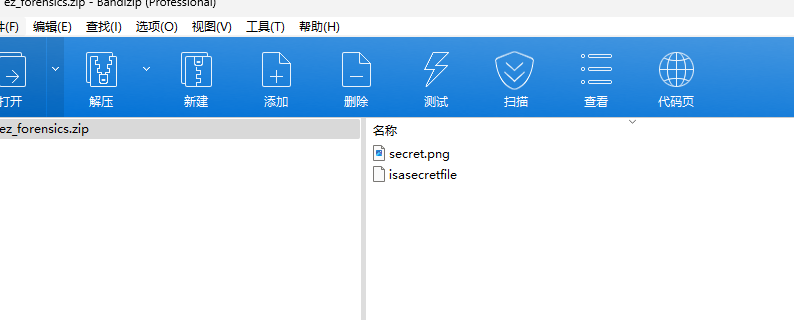 ez_forensics.zip - Bandizip (Professional)
件(F) 编辑(E) 查找(I) 选项(O) 视图(V) 工具(T) 帮助(H)
打开 解压 新建 添加 删除 测试 扫描 查看 代码页
ez_forensics.zip
名称
secret.png
isasecretfile